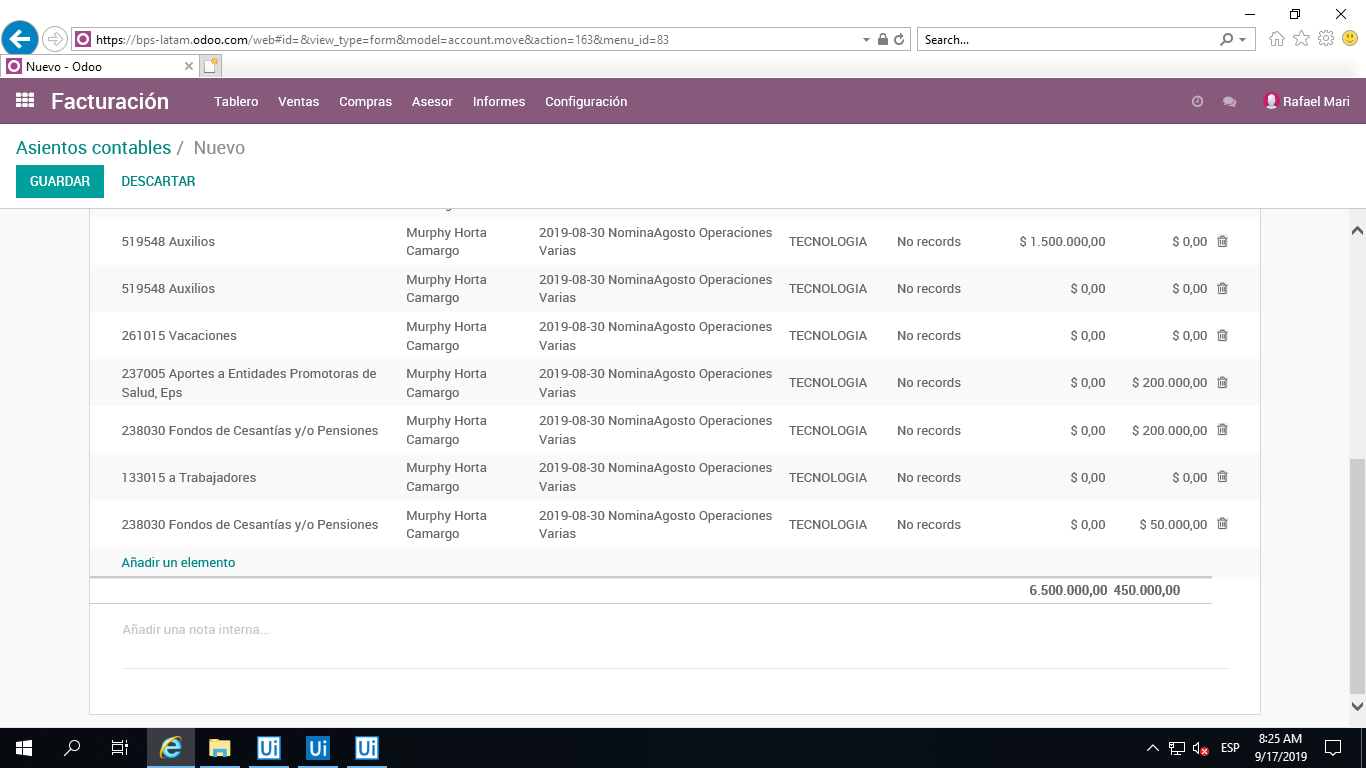 https://bps-latam.odoo.com/web#id=&view_type=form&model=account.move&action=163&menu_id=83
Search...
Nuevo - Odoo
Facturación
Tablero
Ventas
Compras
Asesor
Informes
Configuración
Rafael Mari
Asientos contables / Nuevo
GUARDAR
DESCARTAR
519548 Auxilios Murphy Horta 2019-08-30 NominaAgosto Operaciones TECNOLOGIA No records $ 1.500.000,00 $ 0,00
Camargo Varias
519548 Auxilios Murphy Horta 2019-08-30 NominaAgosto Operaciones TECNOLOGIA No records $ 0,00 $ 0,00
Camargo Varias
261015 Vacaciones Murphy Horta 2019-08-30 NominaAgosto Operaciones TECNOLOGIA No records $ 0,00 $ 0,00
Camargo Varias
237005 Aportes a Entidades Promotoras de Murphy Horta 2019-08-30 NominaAgosto Operaciones TECNOLOGIA No records $ 0,00 $ 200.000,00
Salud, Eps Camargo Varias
238030 Fondos de Cesantías y/o Pensiones Murphy Horta 2019-08-30 NominaAgosto Operaciones TECNOLOGIA No records $ 0,00 $ 200.000,00
Camargo Varias
133015 a Trabajadores Murphy Horta 2019-08-30 NominaAgosto Operaciones TECNOLOGIA No records $ 0,00 $ 0,00
Camargo Varias
238030 Fondos de Cesantías y/o Pensiones Murphy Horta 2019-08-30 NominaAgosto Operaciones TECNOLOGIA No records $ 0,00 $ 50.000,00
Camargo Varias
Añadir un elemento
6.500.000,00 450.000,00
Añadir una nota interna...
Ui
Ui
Ui
ESP
8:25 AM
9/17/2019